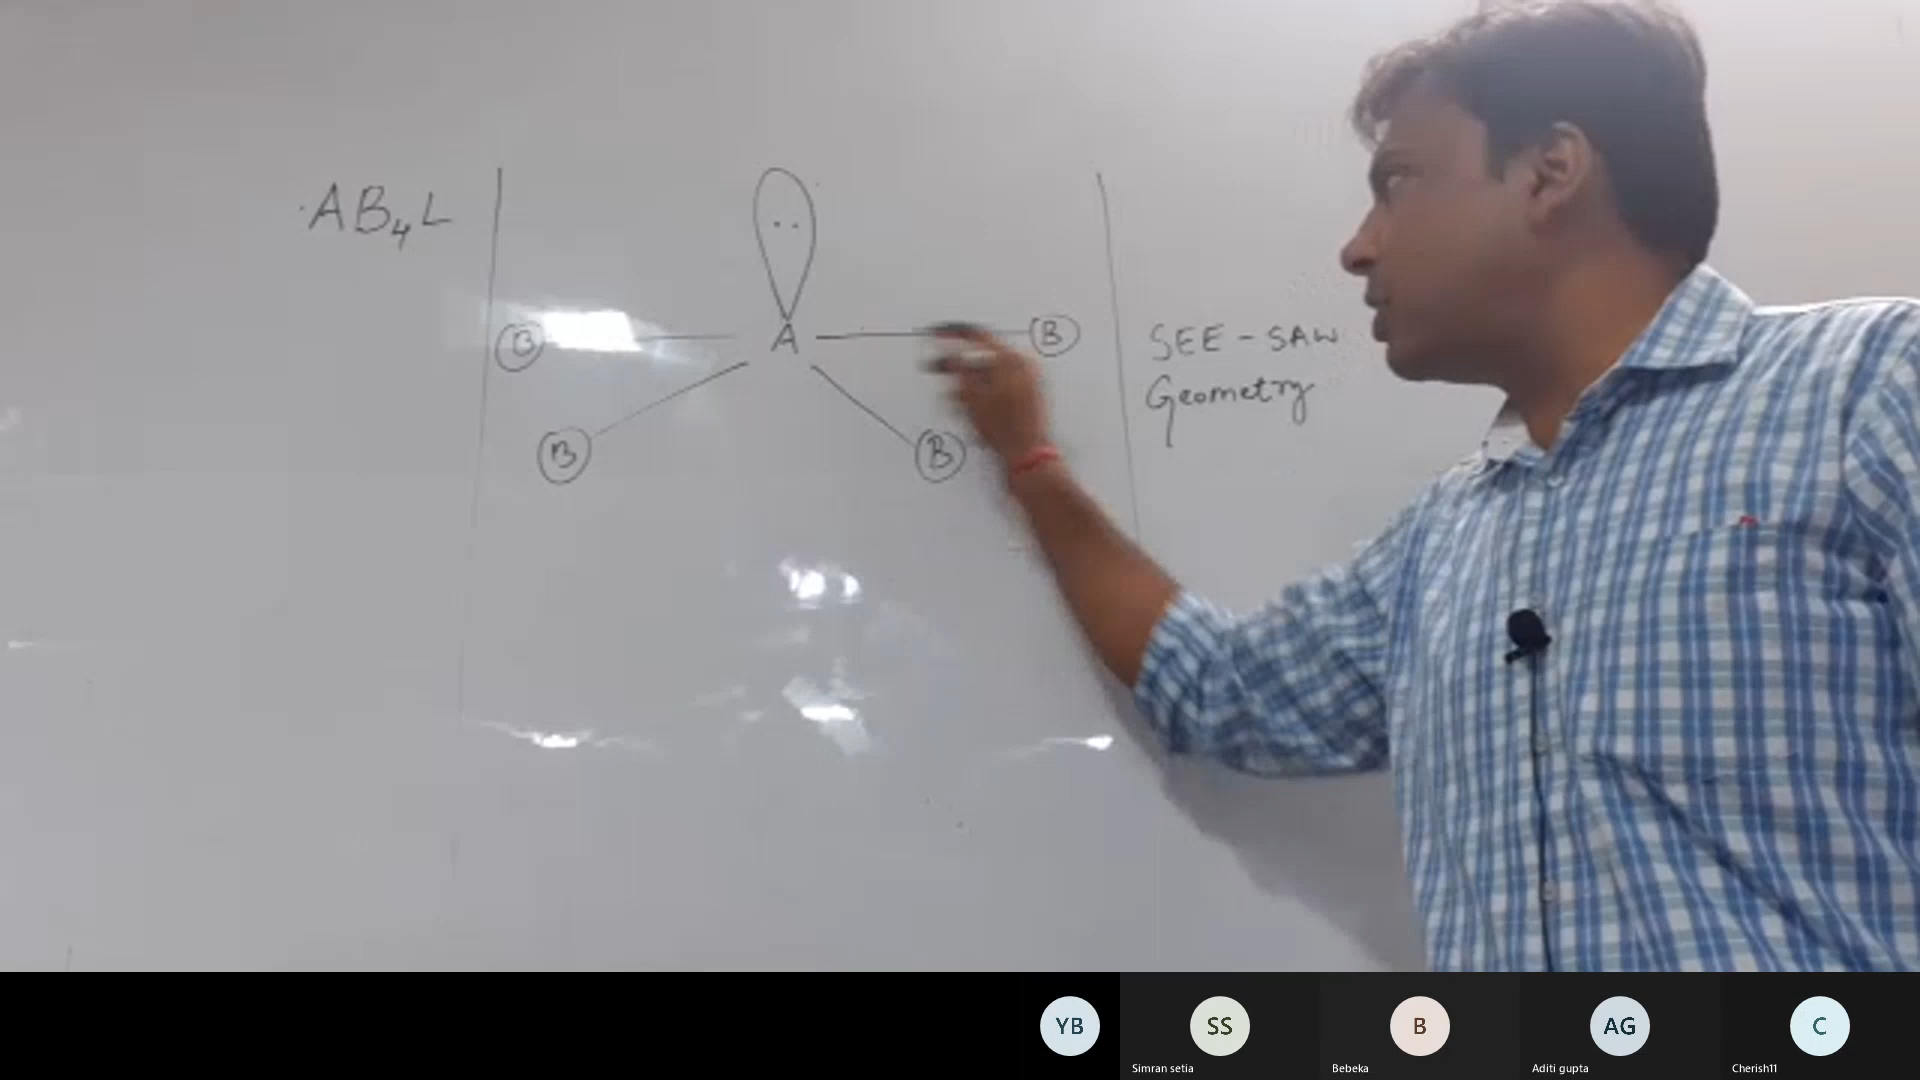 AB₄L
..
B
A
B
B
B
SEE-SAW
Geometry
YB
SS
B
AG
C
Simran setia
Bebeka
Aditi gupta
Cherish11